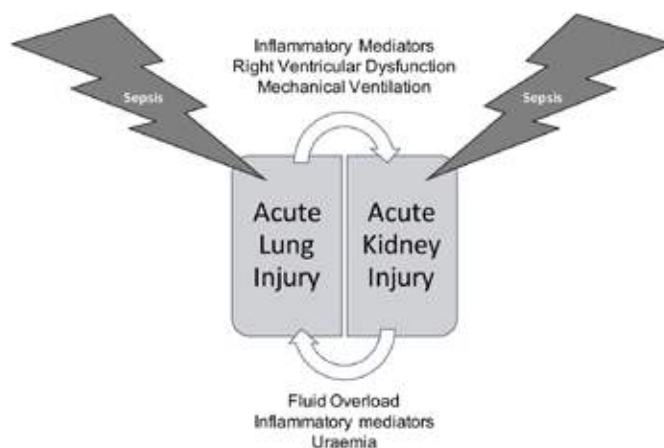 Inflammatory Mediators
Right Ventricular Dysfunction
Mechanical Ventilation
Sepsis
Sepsis
Acute
Lung
Injury
Acute
Kidney
Injury
Fluid Overload
Inflammatory mediators
Uraemia